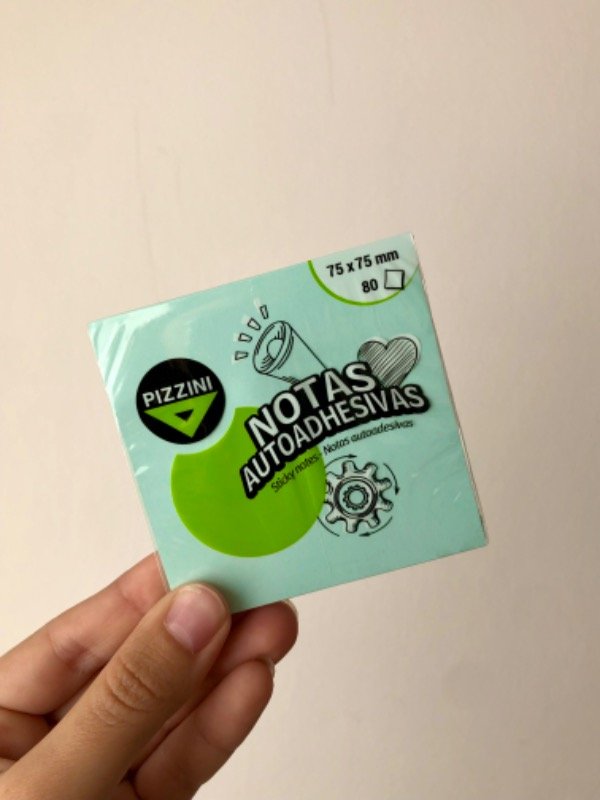 75 x 75 mm
80
PIZZINI
NOTAS
AUTOADHESIVAS
Sticky notes - Notas autoadesivas